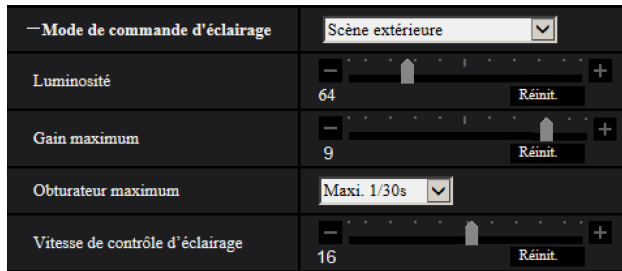 —Mode de commande d'éclairage Scène extérieure
Luminosité − +
64 Réinit.
Gain maximum − +
9 Réinit.
Obturateur maximum Maxi. 1/30s
Vitesse de contrôle d'éclairage − +
16 Réinit.